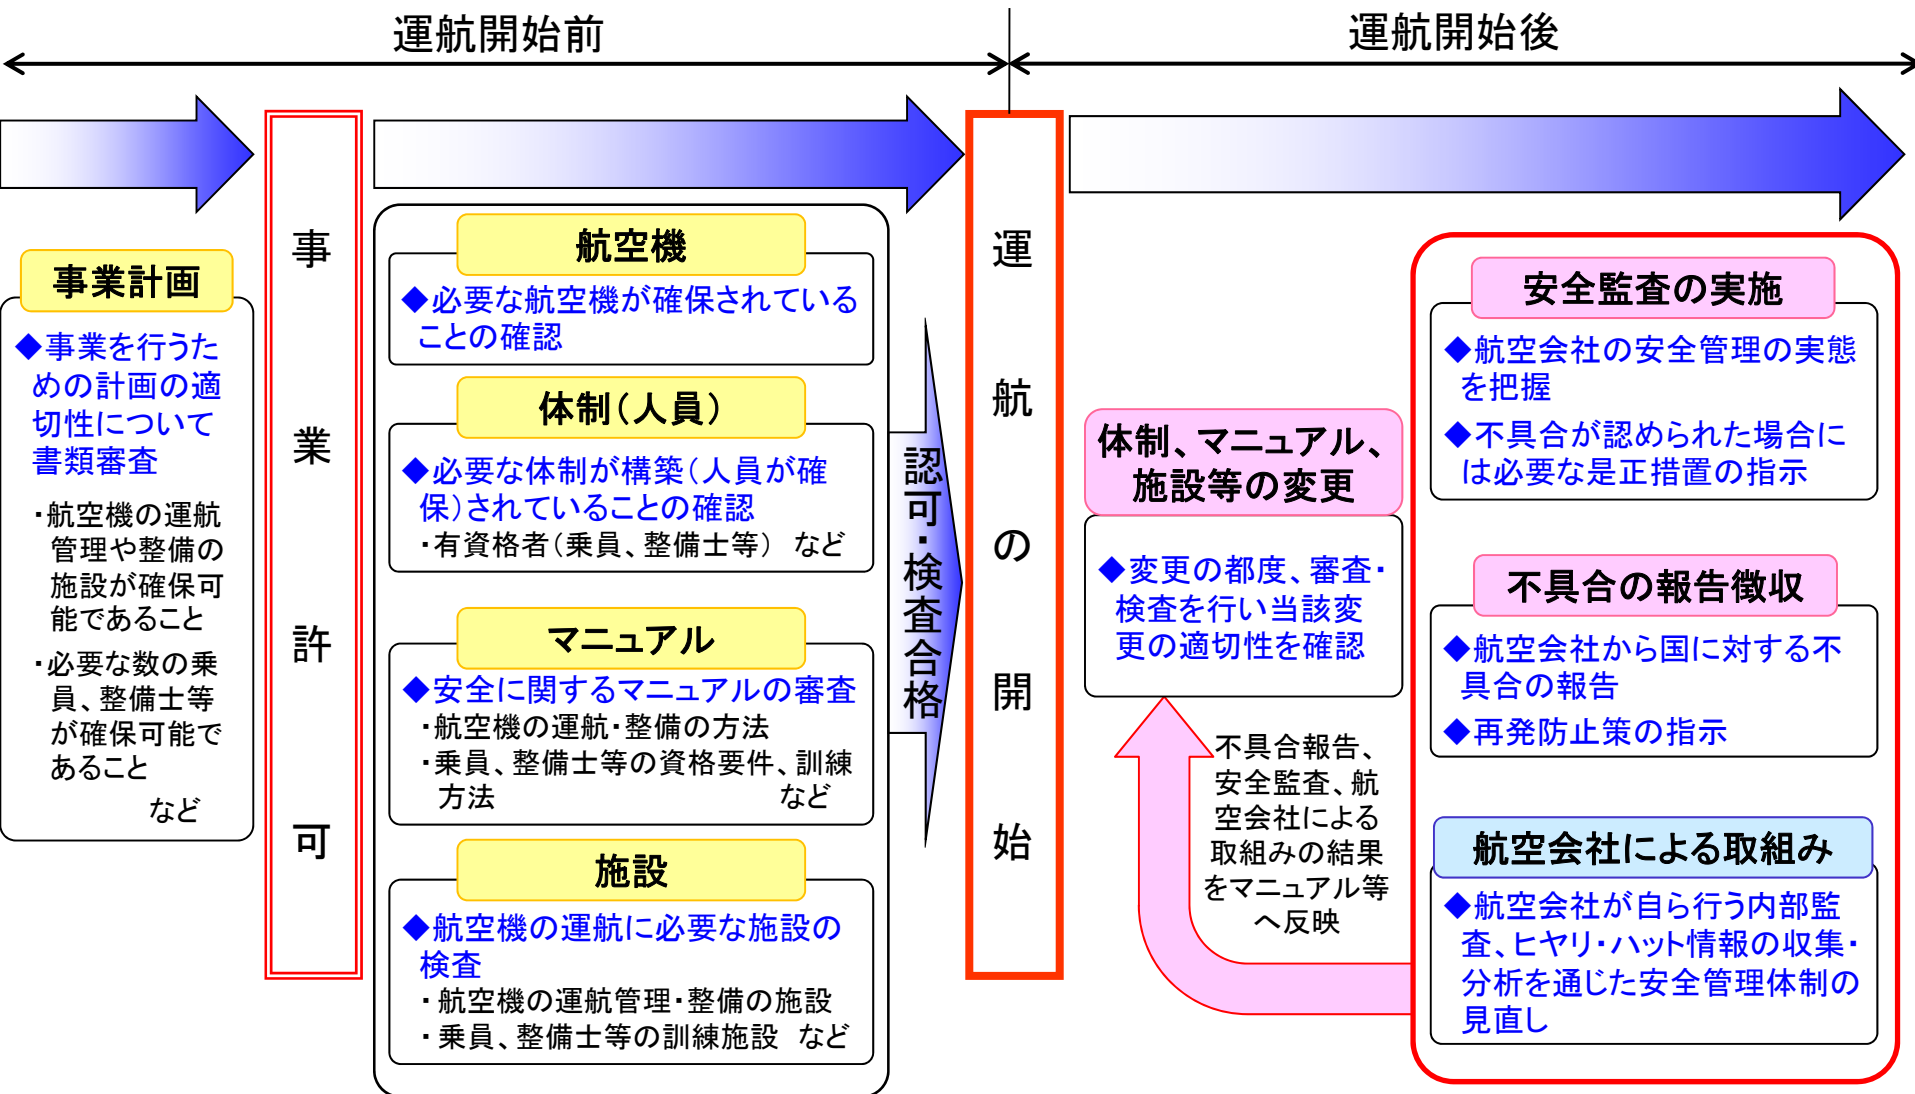 運航開始前
運航開始後
事業計画
◆事業を行うた
めの計画の適
切性について
書類審査
・航空機の運航
管理や整備の
施設が確保可
能であること
・必要な数の乗
員、整備士等
が確保可能で
あること
など
事業許可
航空機
◆必要な航空機が確保されている
ことの確認
体制(人員)
◆必要な体制が構築(人員が確
保)されていることの確認
・有資格者(乗員、整備士等) など
マニュアル
◆安全に関するマニュアルの審査
・航空機の運航・整備の方法
・乗員、整備士等の資格要件、訓練
方法 など
施設
◆航空機の運航に必要な施設の
検査
・航空機の運航管理・整備の施設
・乗員、整備士等の訓練施設 など
認可・検査合格
運航の開始
体制、マニュアル、
施設等の変更
◆変更の都度、審査・
検査を行い当該変
更の適切性を確認
不具合報告、
安全監査、航
空会社による
取組みの結果
をマニュアル等
へ反映
安全監査の実施
◆航空会社の安全管理の実態
を把握
◆不具合が認められた場合に
は必要な是正措置の指示
不具合の報告徴収
◆航空会社から国に対する不
具合の報告
◆再発防止策の指示
航空会社による取組み
◆航空会社が自ら行う内部監
査、ヒヤリ・ハット情報の収集・
分析を通じた安全管理体制の
見直し